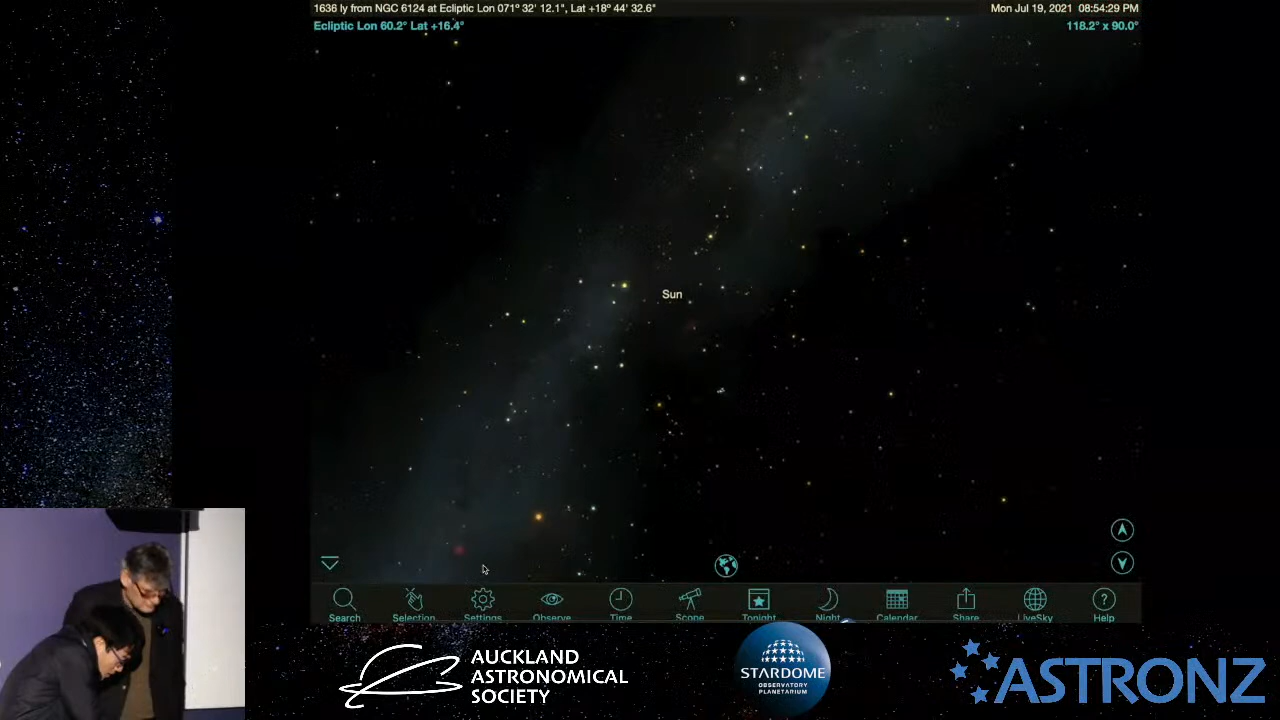 1636 ly from NGC 6124 at Ecliptic Lon 071° 32' 12.1", Lat +18° 44' 32.6"
Mon Jul 19, 2021 08:54:29 PM
Ecliptic Lon 60.2° Lat +16.4°
118.2° x 90.0°
Sun
Search
Selection
Settings
Observe
Time
Scope
Tonight
Night
Calendar
Share
LiveSky
? Help
AUCKLAND
ASTRONOMICAL
SOCIETY
STARDOME
OBSERVATORY
PLANETARIUM
ASTRONZ